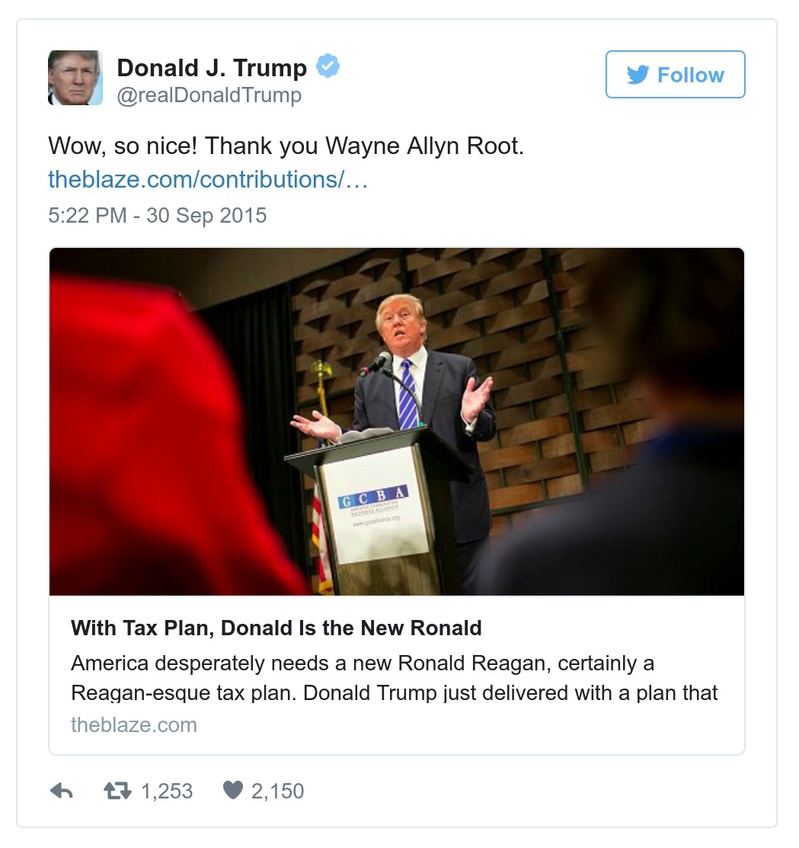 Donald J. Trump
@realDonaldTrump
Follow
Wow, so nice! Thank you Wayne Allyn Root.
theblaze.com/contributions/…
5:22 PM - 30 Sep 2015
GCBA
With Tax Plan, Donald Is the New Ronald
America desperately needs a new Ronald Reagan, certainly a
Reagan-esque tax plan. Donald Trump just delivered with a plan that
theblaze.com
1,253
2,150